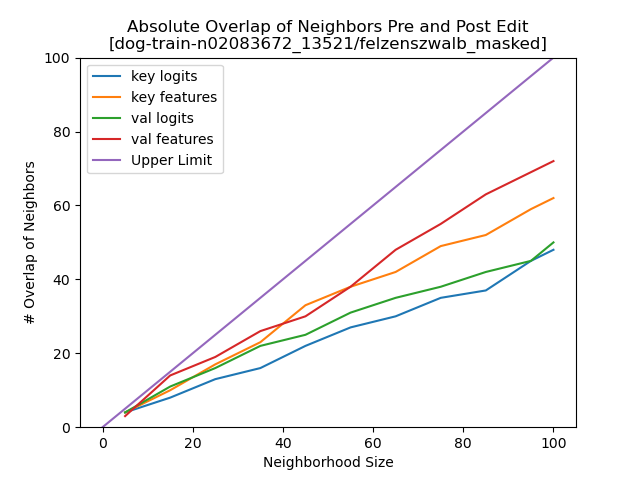 Absolute Overlap of Neighbors Pre and Post Edit
[dog-train-n02083672_13521/felzenszwalb_masked]
key logits
key features
val logits
val features
Upper Limit
100
80
60
40
20
0
# Overlap of Neighbors
0 20 40 60 80 100
Neighborhood Size